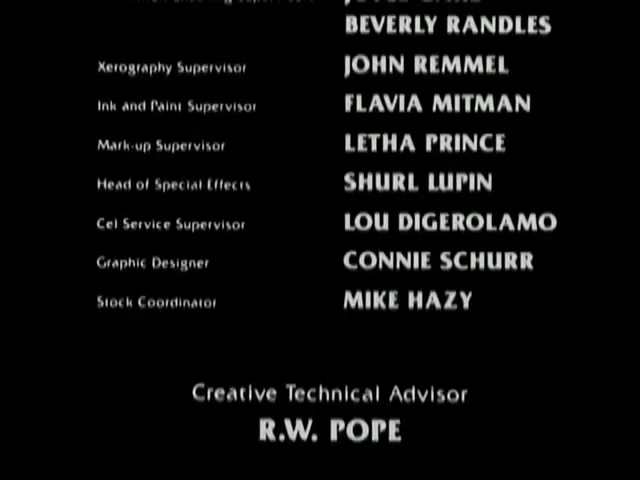 BEVERLY RANDLES
Xerography Supervisor JOHN REMMEL
Ink and Paint Supervisor FLAVIA MITMAN
Mark-up Supervisor LETHA PRINCE
Head of Special Effects SHURL LUPIN
Cel Service Supervisor LOU DIGEROLAMO
Graphic Designer CONNIE SCHURR
Stock Coordinator MIKE HAZY
Creative Technical Advisor
R.W. POPE